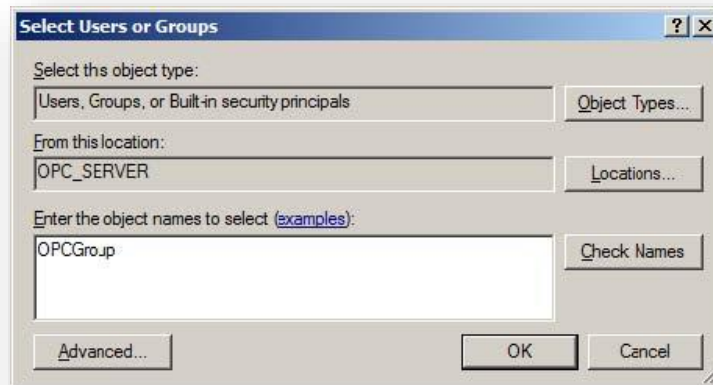 Select Users or Groups
Select this object type:
Users, Groups, or Built-in security principals
Object Types...
From this location:
OPC_SERVER
Locations...
Enter the object names to select (examples):
OPCGroup
Check Names
Advanced...
OK
Cancel